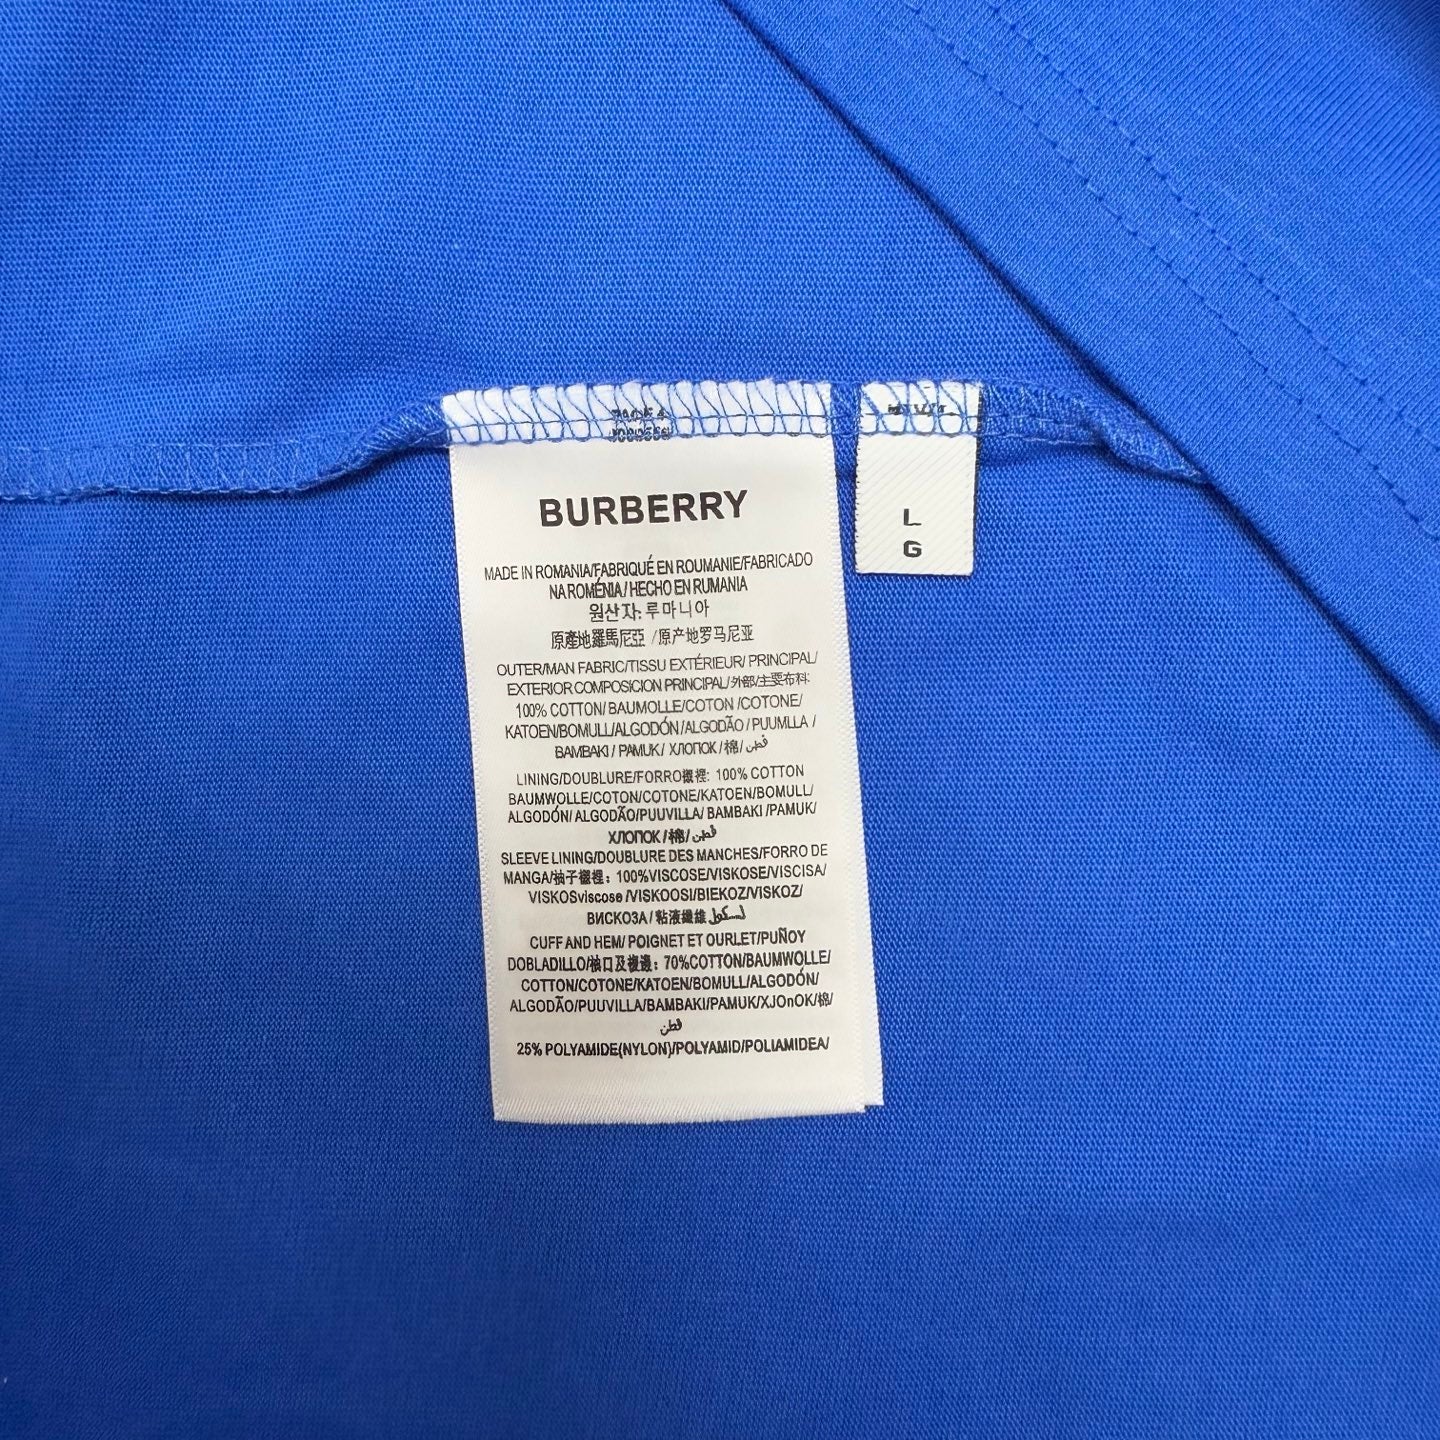 BURBERRY
MADE IN ROMANIA/FABRIQUÉ EN ROUMANIE/FABRICADO
NA ROMÉNIA/HECHO EN RUMANIA
원산자: 루마니아
原產地羅馬尼亞 /原产地罗马尼亚
OUTER/MAN FABRIC/TISSU EXTÉRIEUR/ PRINCIPAL/
EXTERIOR COMPOSICION PRINCIPAL/外部/主要布料:
100% COTTON/ BAUMOLLE/COTON /COTONE/
KATOEN/BOMULL/ALGODÓN/ALGODÃO / PUUMLLA /
BAMBAKI / PAMUK/ ХЛОПОК /棉/ قطن
LINING/DOUBLURE/FORRO襯裡: 100% COTTON
BAUMWOLLE/COTON/COTONE/KATOEN/BOMULL/
ALGODÓN/ ALGODÃO/PUUVILLA/ BAMBAKI /PAMUK/
ХЛОПОК /棉/ قطن
SLEEVE LINING/DOUBLURE DES MANCHES/FORRO DE
MANGA/袖子襯裡: 100%VISCOSE/VISKOSE/VISCISA/
VISKOSviscose /VISKOOSI/BIEKOZ/VISKOZ/
ВИСКОЗА / 粘液纖維
CUFF AND HEM/ POIGNET ET OURLET/PUÑOY
DOBLADILLO/袖口及襬邊: 70%COTTON/BAUMWOLLE/
COTTON/COTONE/KATOEN/BOMULL/ALGODÓN/
ALGODÃO/PUUVILLA/BAMBAKI/PAMUK/XJOnOK/棉/
قطن
25% POLYAMIDE(NYLON)/POLYAMID/POLIAMIDEA/
L
G